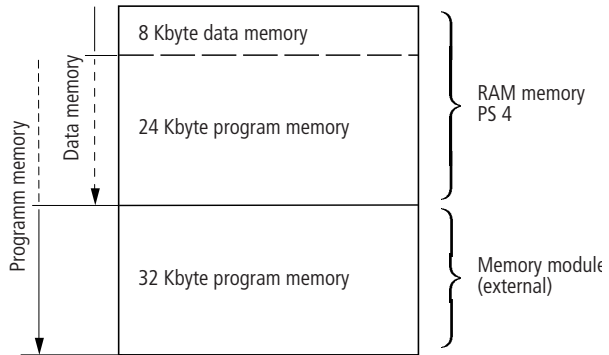 8 Kbyte data memory
24 Kbyte program memory
32 Kbyte program memory
Data memory
Programm memory
RAM memory
PS 4
Memory module
(external)